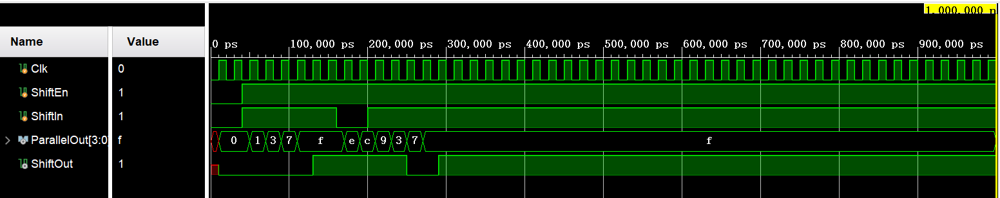 1,000,000 n
Name Value
0 ps 100,000 ps 200,000 ps 300,000 ps 400,000 ps 500,000 ps 600,000 ps 700,000 ps 800,000 ps 900,000 ps
Clk 0
ShiftEn 1
ShiftIn 1
ParallelOut[3:0] f 0 1 3 7 f e c 9 3 7 f
ShiftOut 1